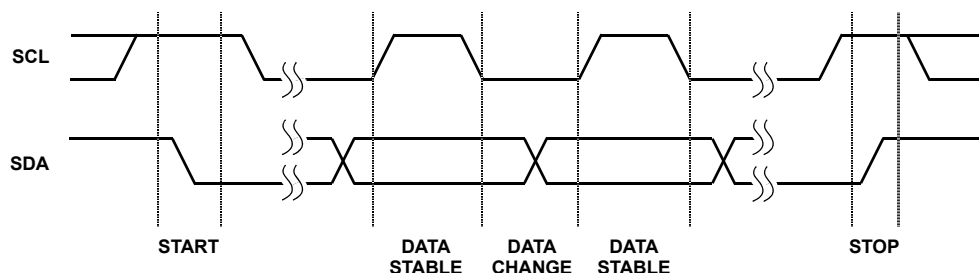 SCL
SDA
START
DATA
STABLE
DATA
CHANGE
DATA
STABLE
STOP